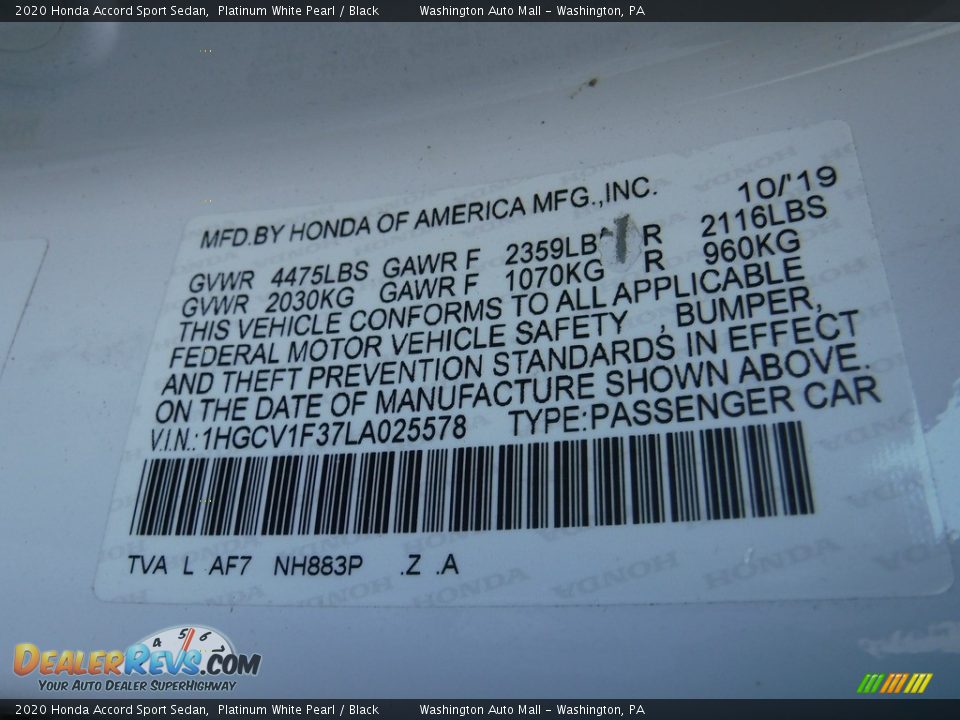 2020 Honda Accord Sport Sedan, Platinum White Pearl / Black Washington Auto Mall - Washington, PA
MFD.BY HONDA OF AMERICA MFG.,INC. 10/'19
GVWR 4475LBS GAWR F 2359LB R 2116LBS
GVWR 2030KG GAWR F 1070KG R 960KG
THIS VEHICLE CONFORMS TO ALL APPLICABLE
FEDERAL MOTOR VEHICLE SAFETY , BUMPER,
AND THEFT PREVENTION STANDARDS IN EFFECT
ON THE DATE OF MANUFACTURE SHOWN ABOVE.
V.I.N.:1HGCV1F37LA025578 TYPE:PASSENGER CAR
TVA L AF7 NH883P .Z .A
4 5 6
DEALERREVS.COM
YOUR AUTO DEALER SUPERHIGHWAY
2020 Honda Accord Sport Sedan, Platinum White Pearl / Black Washington Auto Mall - Washington, PA